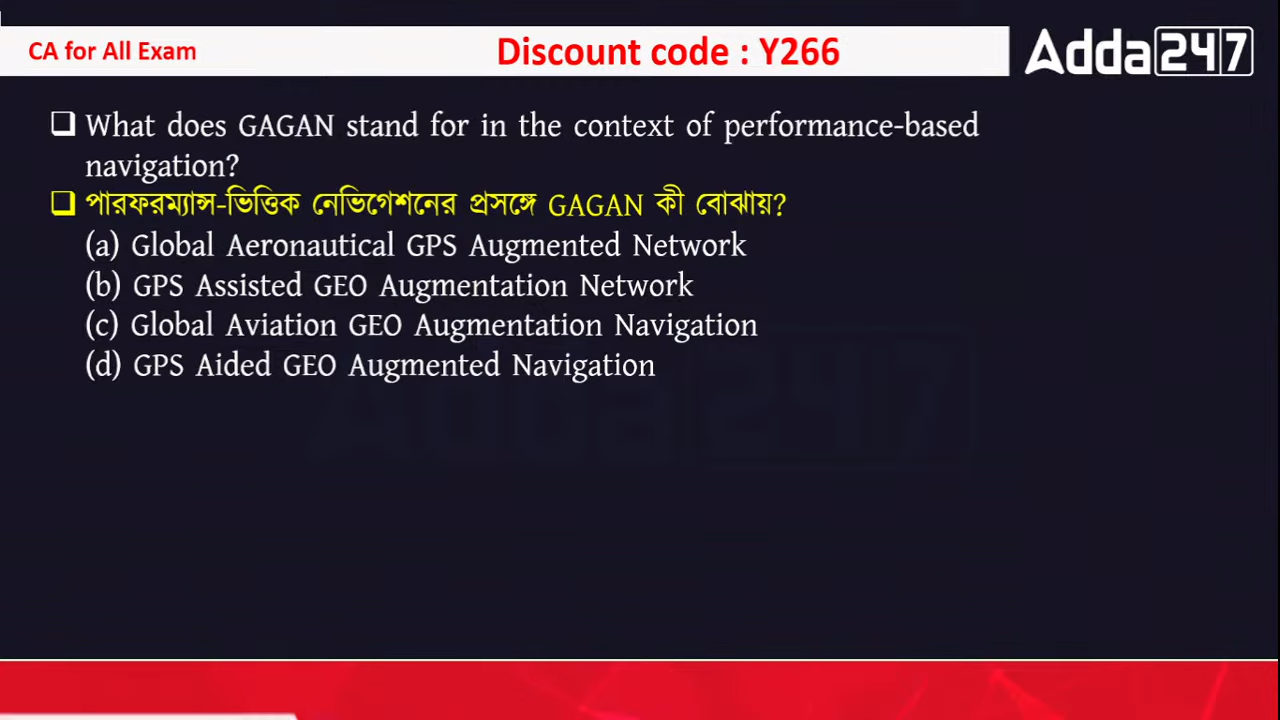 CA for All Exam
Discount code : Y266
Adda247
What does GAGAN stand for in the context of performance-based
navigation?
পারফরম্যান্স-ভিত্তিক নেভিগেশনের প্রসঙ্গে GAGAN কী বোঝায়?
(a) Global Aeronautical GPS Augmented Network
(b) GPS Assisted GEO Augmentation Network
(c) Global Aviation GEO Augmentation Navigation
(d) GPS Aided GEO Augmented Navigation
Adda247